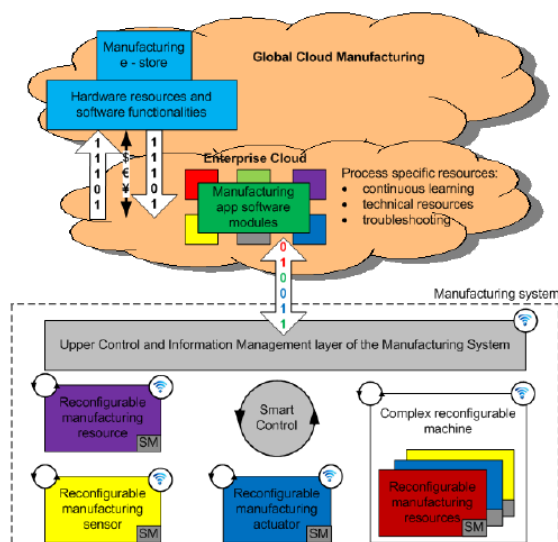 Manufacturing
e - store
Global Cloud Manufacturing
Hardware resources and
software functionalities
1 1 1 0 1
$ € ¥
1 1 1 0 1
Enterprise Cloud
Manufacturing
app software
modules
Process specific resources:
• continuous learning
• technical resources
• troubleshooting
0 1 0 0 1 1
Manufacturing system
Upper Control and Information Management layer of the Manufacturing System
Reconfigurable
manufacturing
resource
SM
Smart
Control
Complex reconfigurable
machine
Reconfigurable
manufacturing
sensor
SM
Reconfigurable
manufacturing
actuator
SM
Reconfigurable
manufacturing
resources
SM